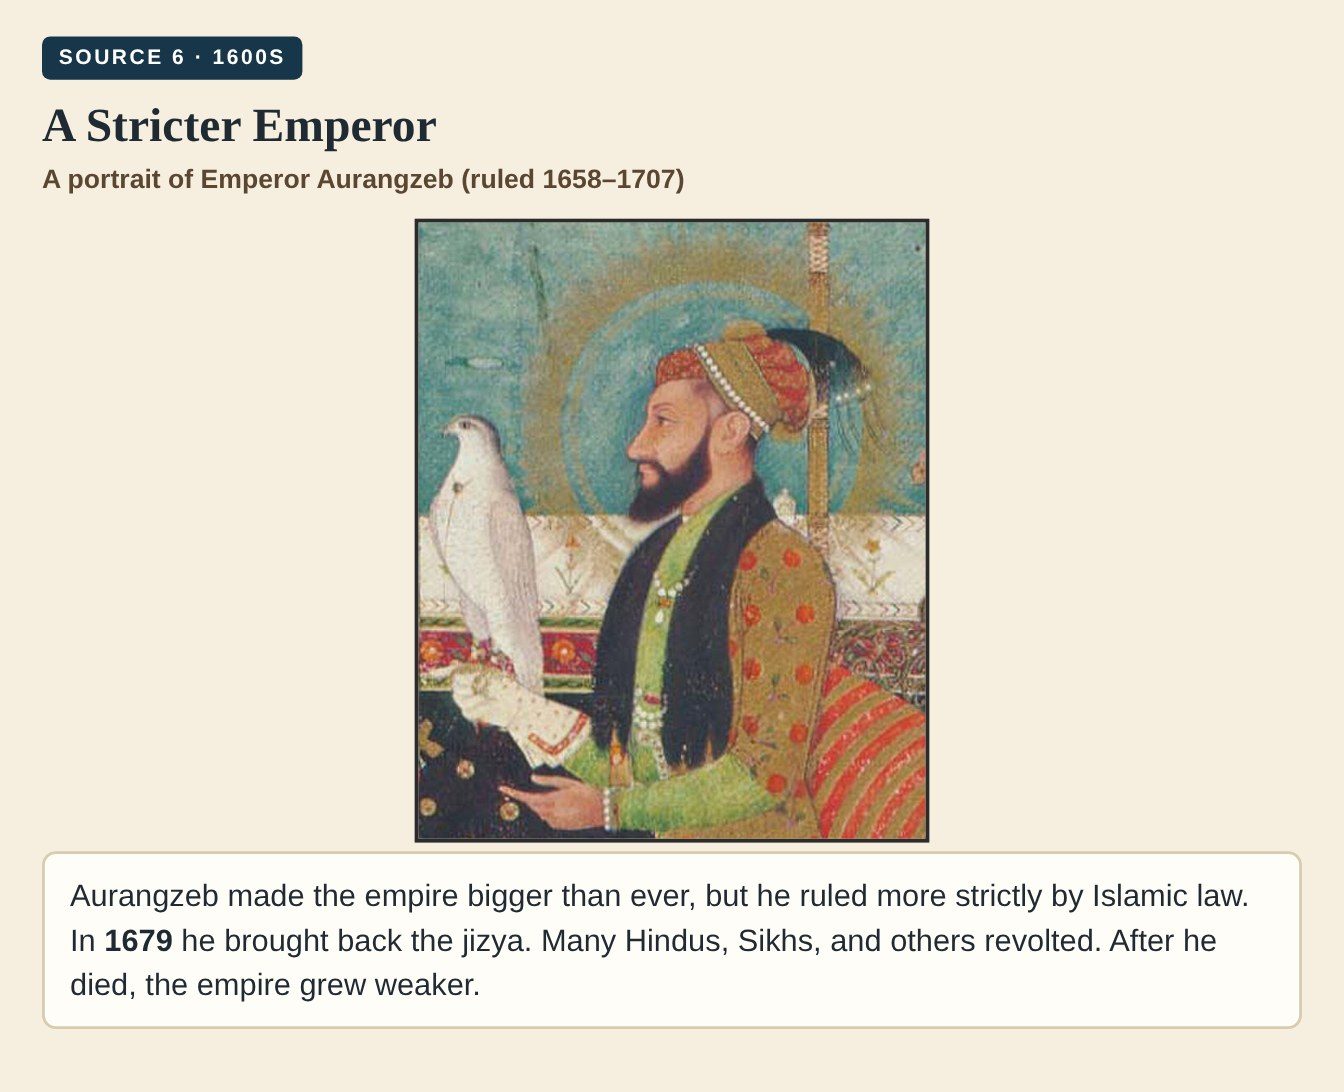 SOURCE 6 · 1600S
A Stricter Emperor
A portrait of Emperor Aurangzeb (ruled 1658–1707)
Aurangzeb made the empire bigger than ever, but he ruled more strictly by Islamic law.
In 1679 he brought back the jizya. Many Hindus, Sikhs, and others revolted. After he
died, the empire grew weaker.